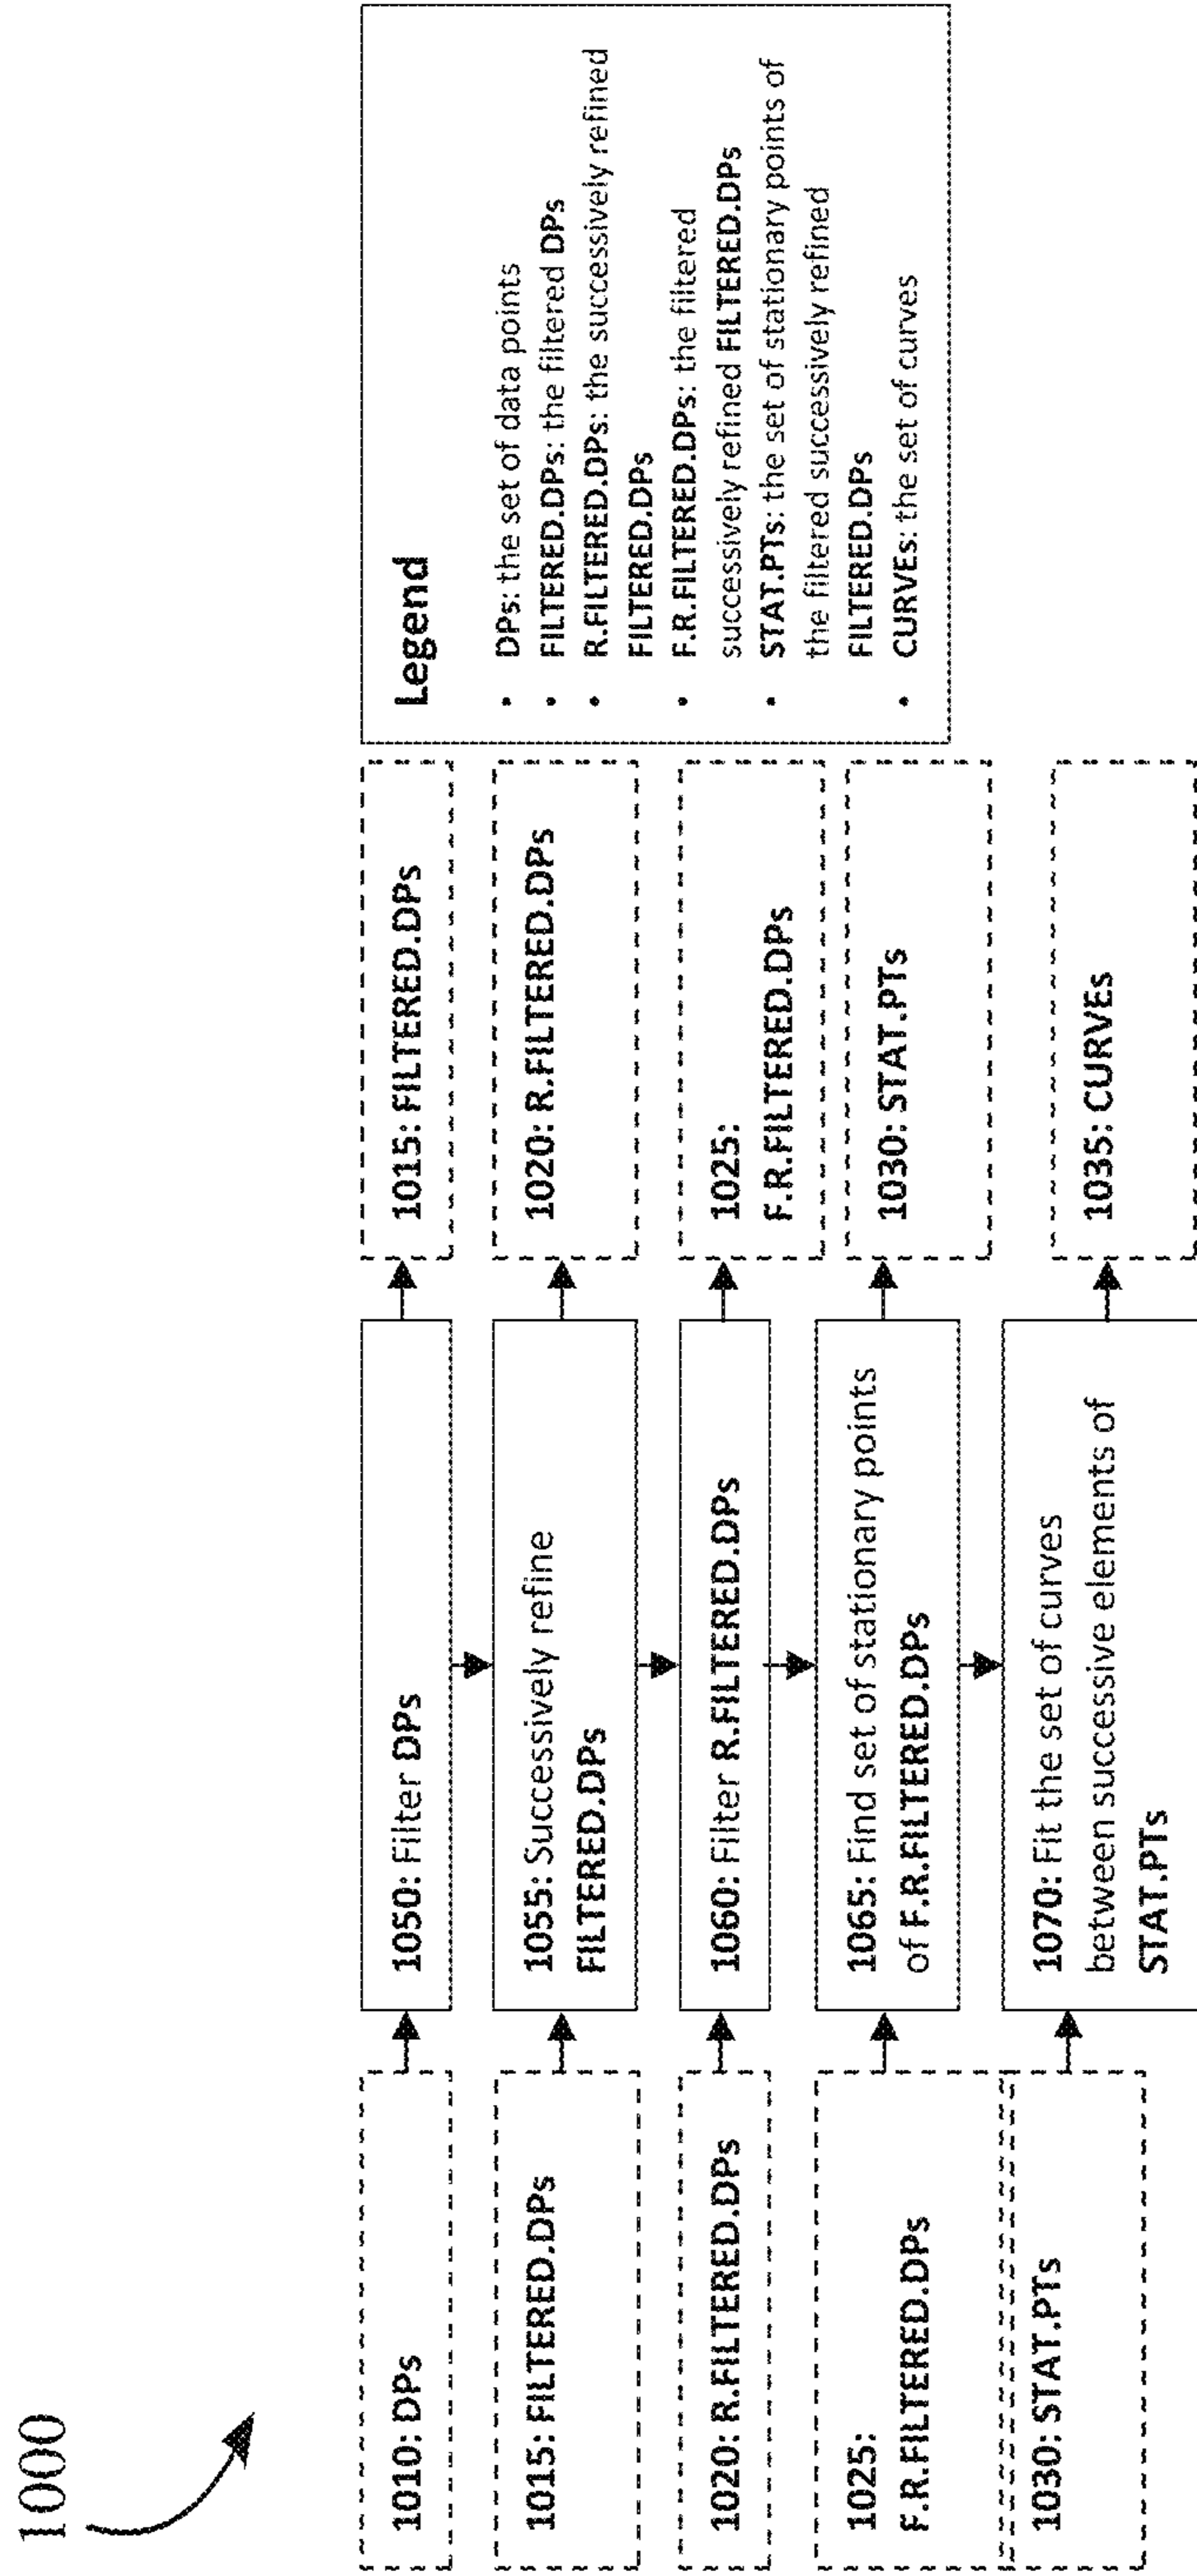 1000
1010: DPs
1050: Filter DPs
1015: FILTERED.DPs
1015: FILTERED.DPs
1055: Successively refine
FILTERED.DPs
1020: R.FILTERED.DPs
1020: R.FILTERED.DPs
1060: Filter R.FILTERED.DPs
1025:
F.R.FILTERED.DPs
1025:
F.R.FILTERED.DPs
1065: Find set of stationary points
of F.R.FILTERED.DPs
1030: STAT.PTs
1030: STAT.PTs
1070: Fit the set of curves
between successive elements of
STAT.PTs
1035: CURVEs
Legend
• DPs: the set of data points
• FILTERED.DPs: the filtered DPs
• R.FILTERED.DPs: the successively refined
FILTERED.DPs
• F.R.FILTERED.DPs: the filtered
successively refined FILTERED.DPs
• STAT.PTs: the set of stationary points of
the filtered successively refined
FILTERED.DPs
• CURVEs: the set of curves